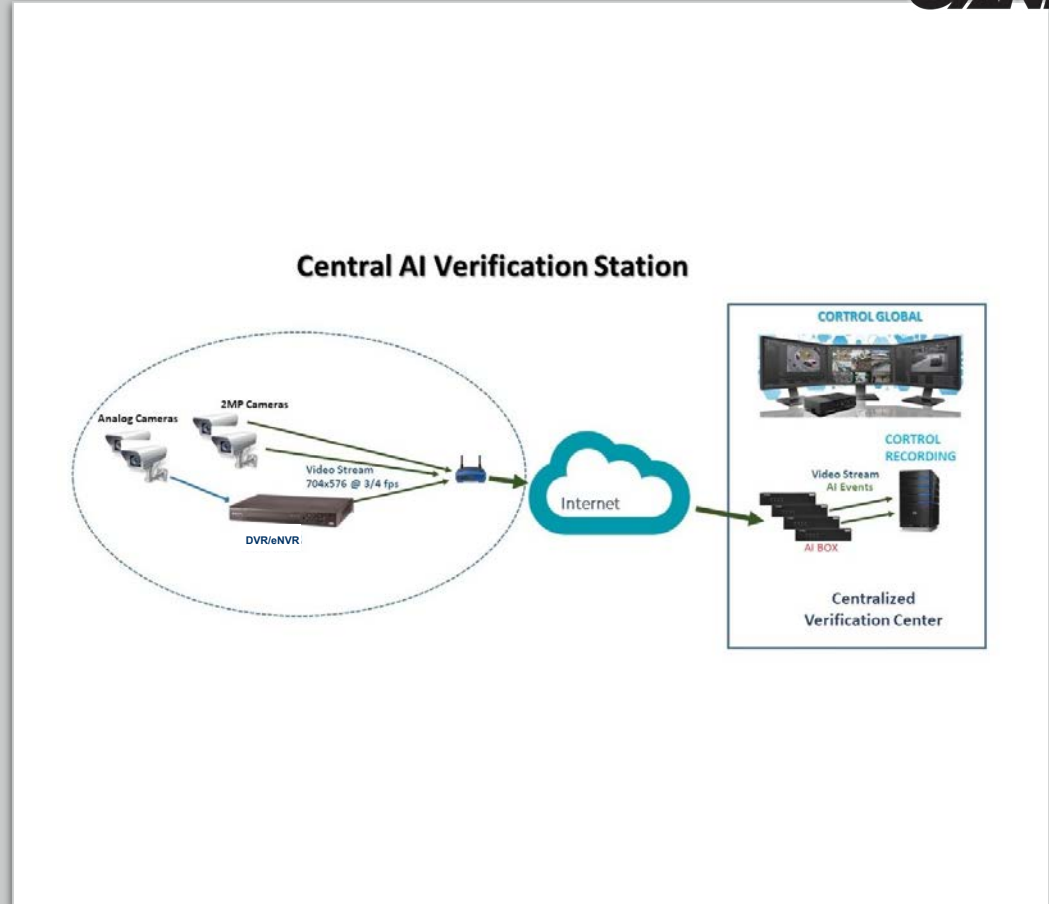 Central AI Verification Station
CORTROL GLOBAL
2MP Cameras
Analog Cameras
CORTROL
RECORDING
Video Stream
704x576 @ 3/4 fps
Video Stream
AI Events
Internet
DVR/eNVR
AI BOX
Centralized
Verification Center